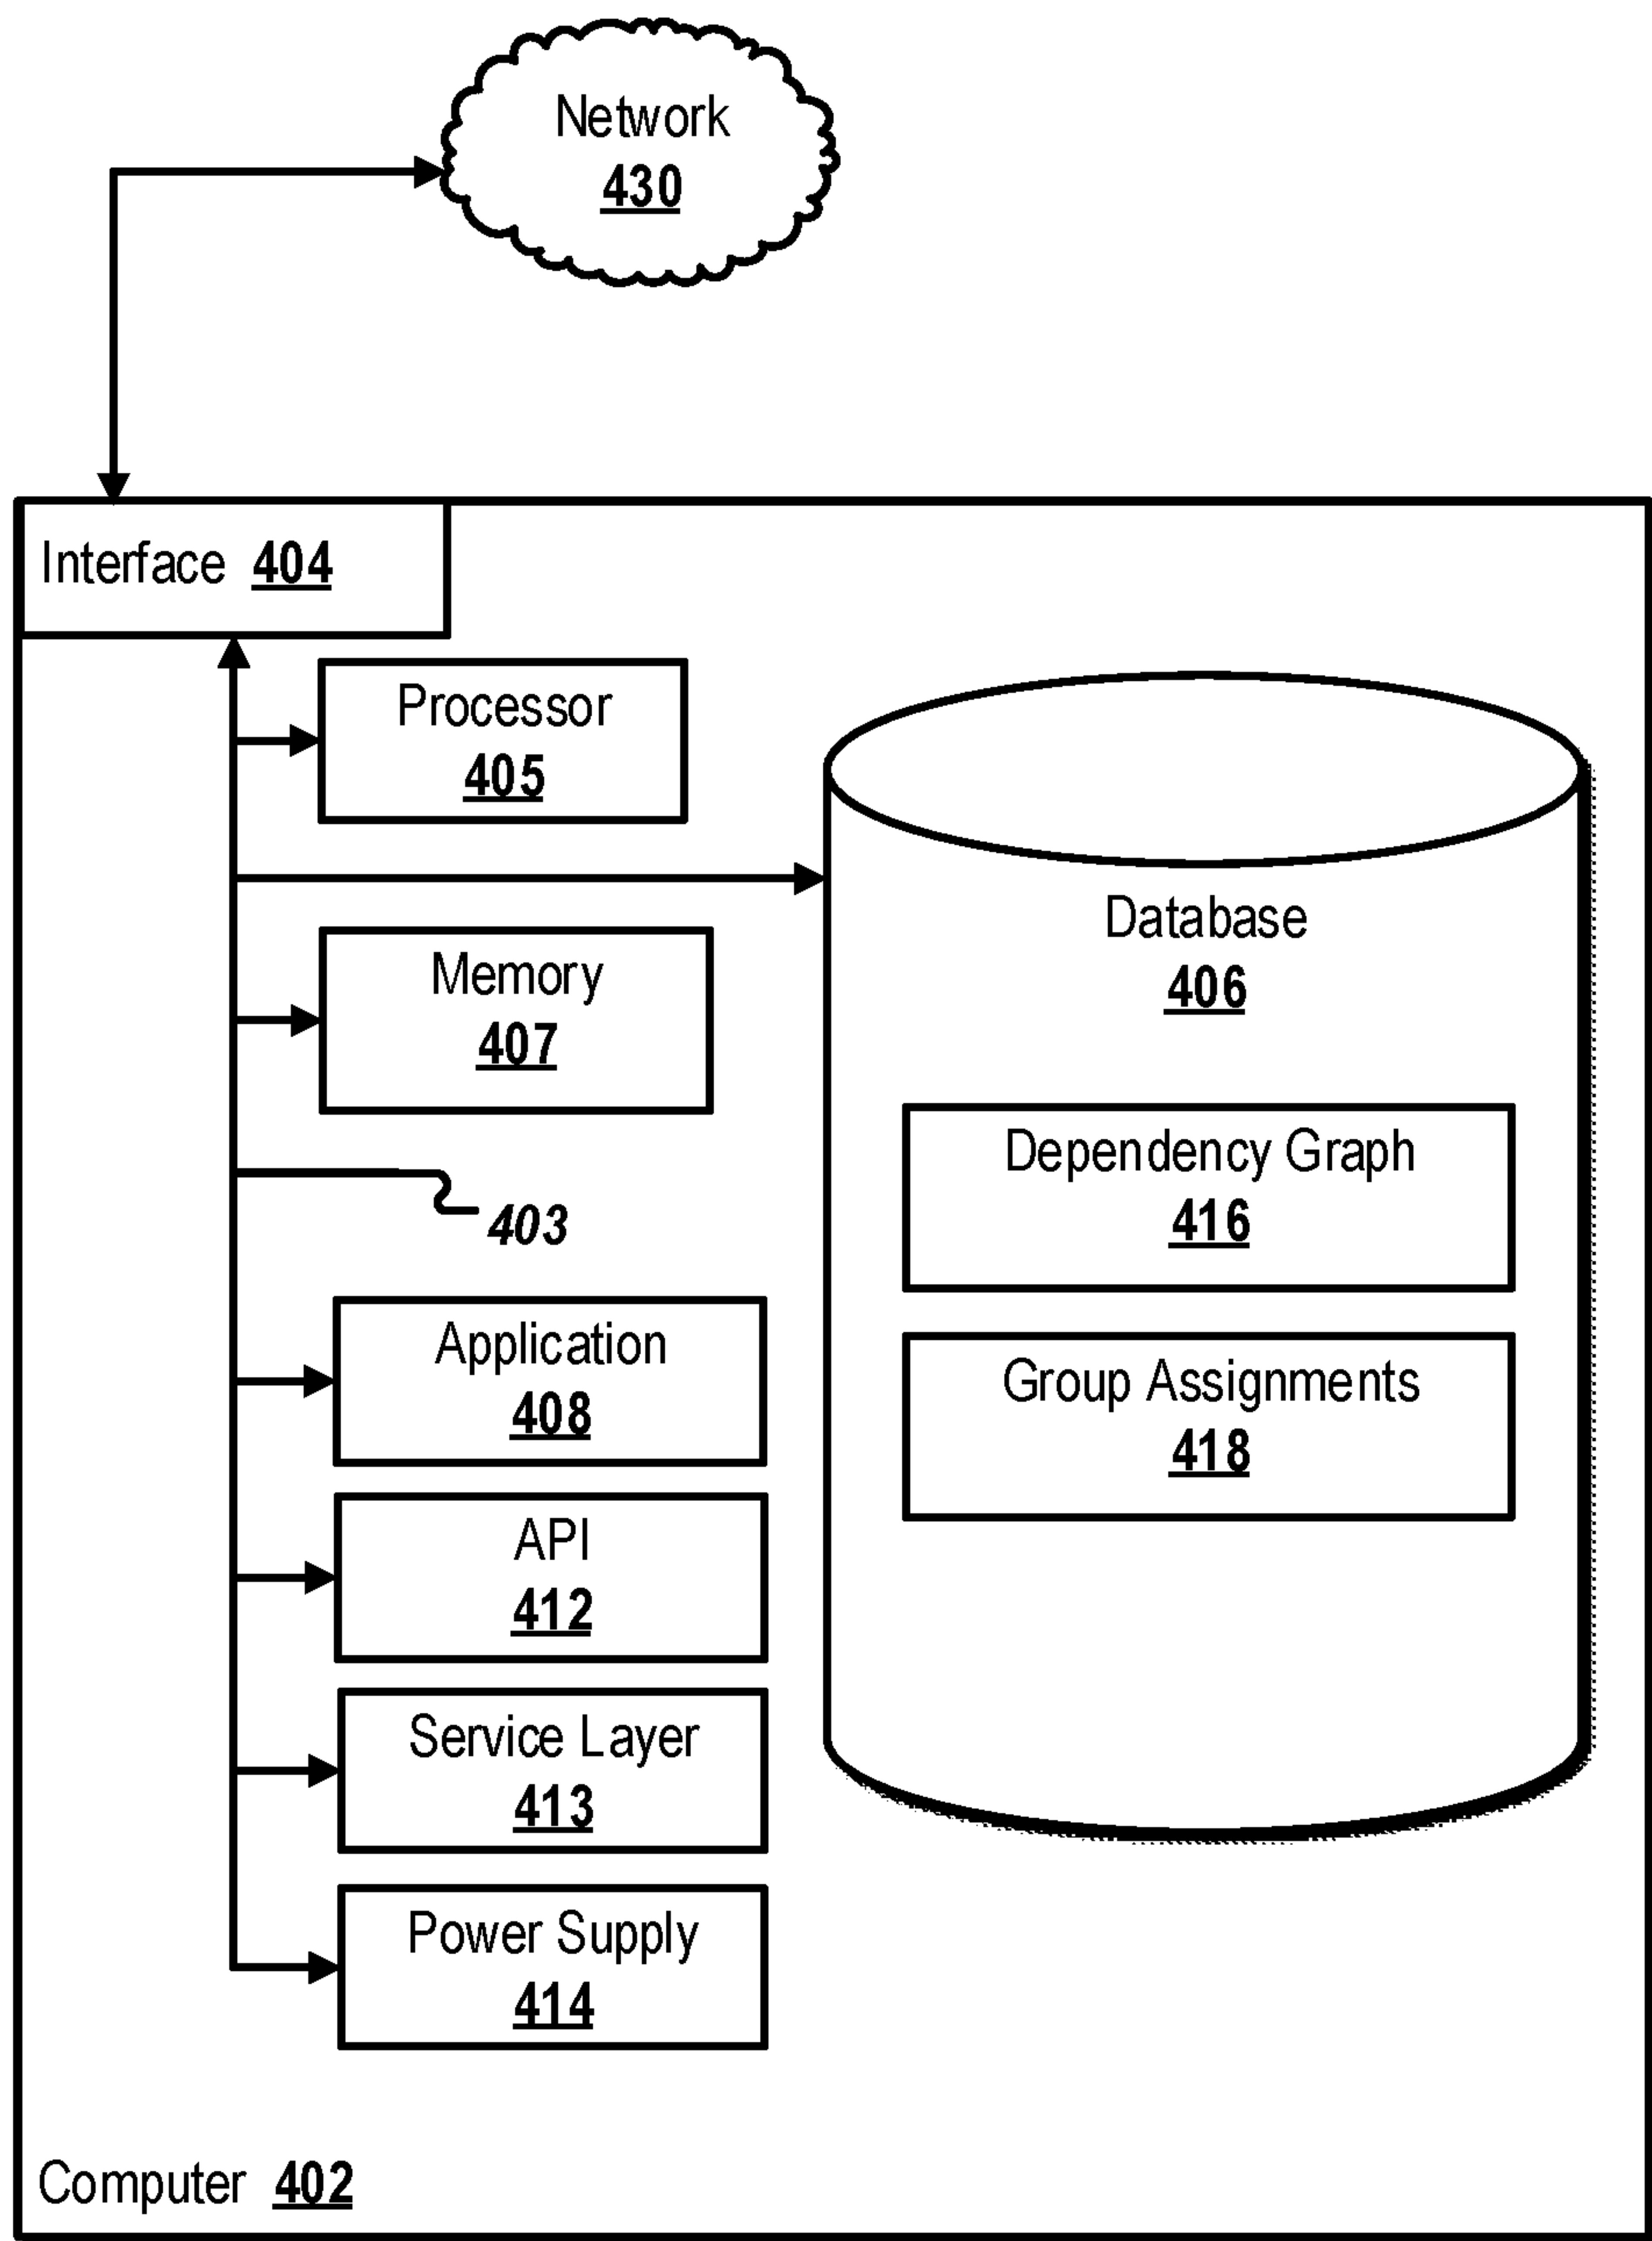 Network
430
Interface 404
Processor
405
Database
406
Memory
407
Dependency Graph
416
403
Application
408
Group Assignments
418
API
412
Service Layer
413
Power Supply
414
Computer 402